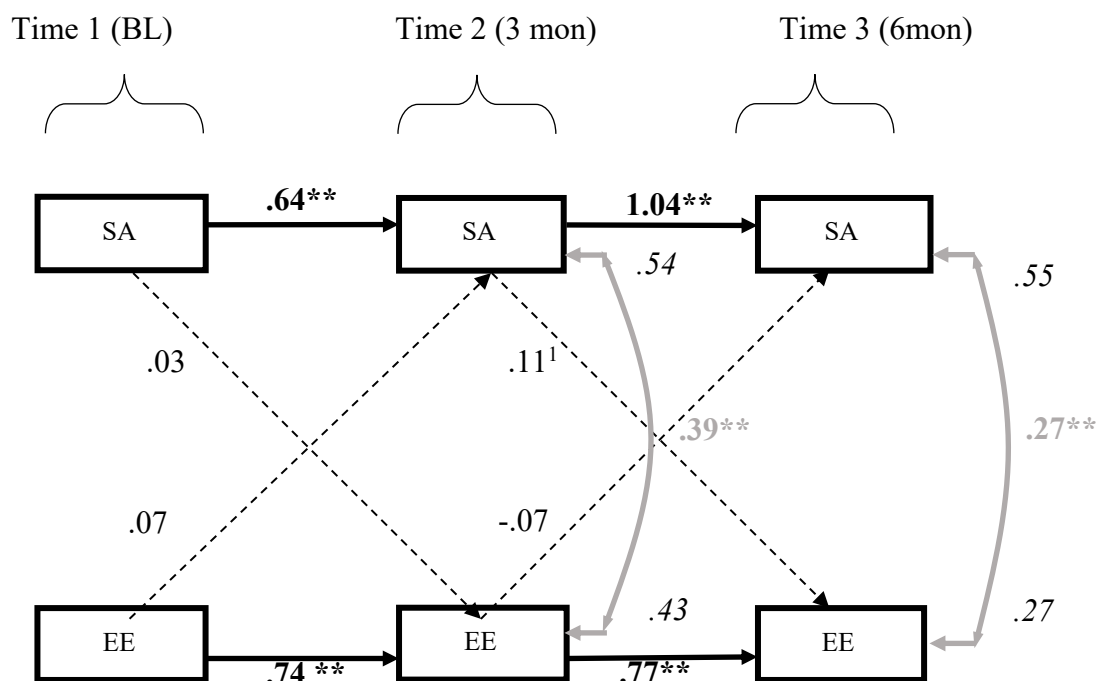 Time 1 (BL) Time 2 (3 mon) Time 3 (6mon)
.64** 1.04**
SA SA SA
.54 .55
.03 .11¹
.39** .27**
.07 -.07
.43 .27
EE EE EE
.74 ** .77**